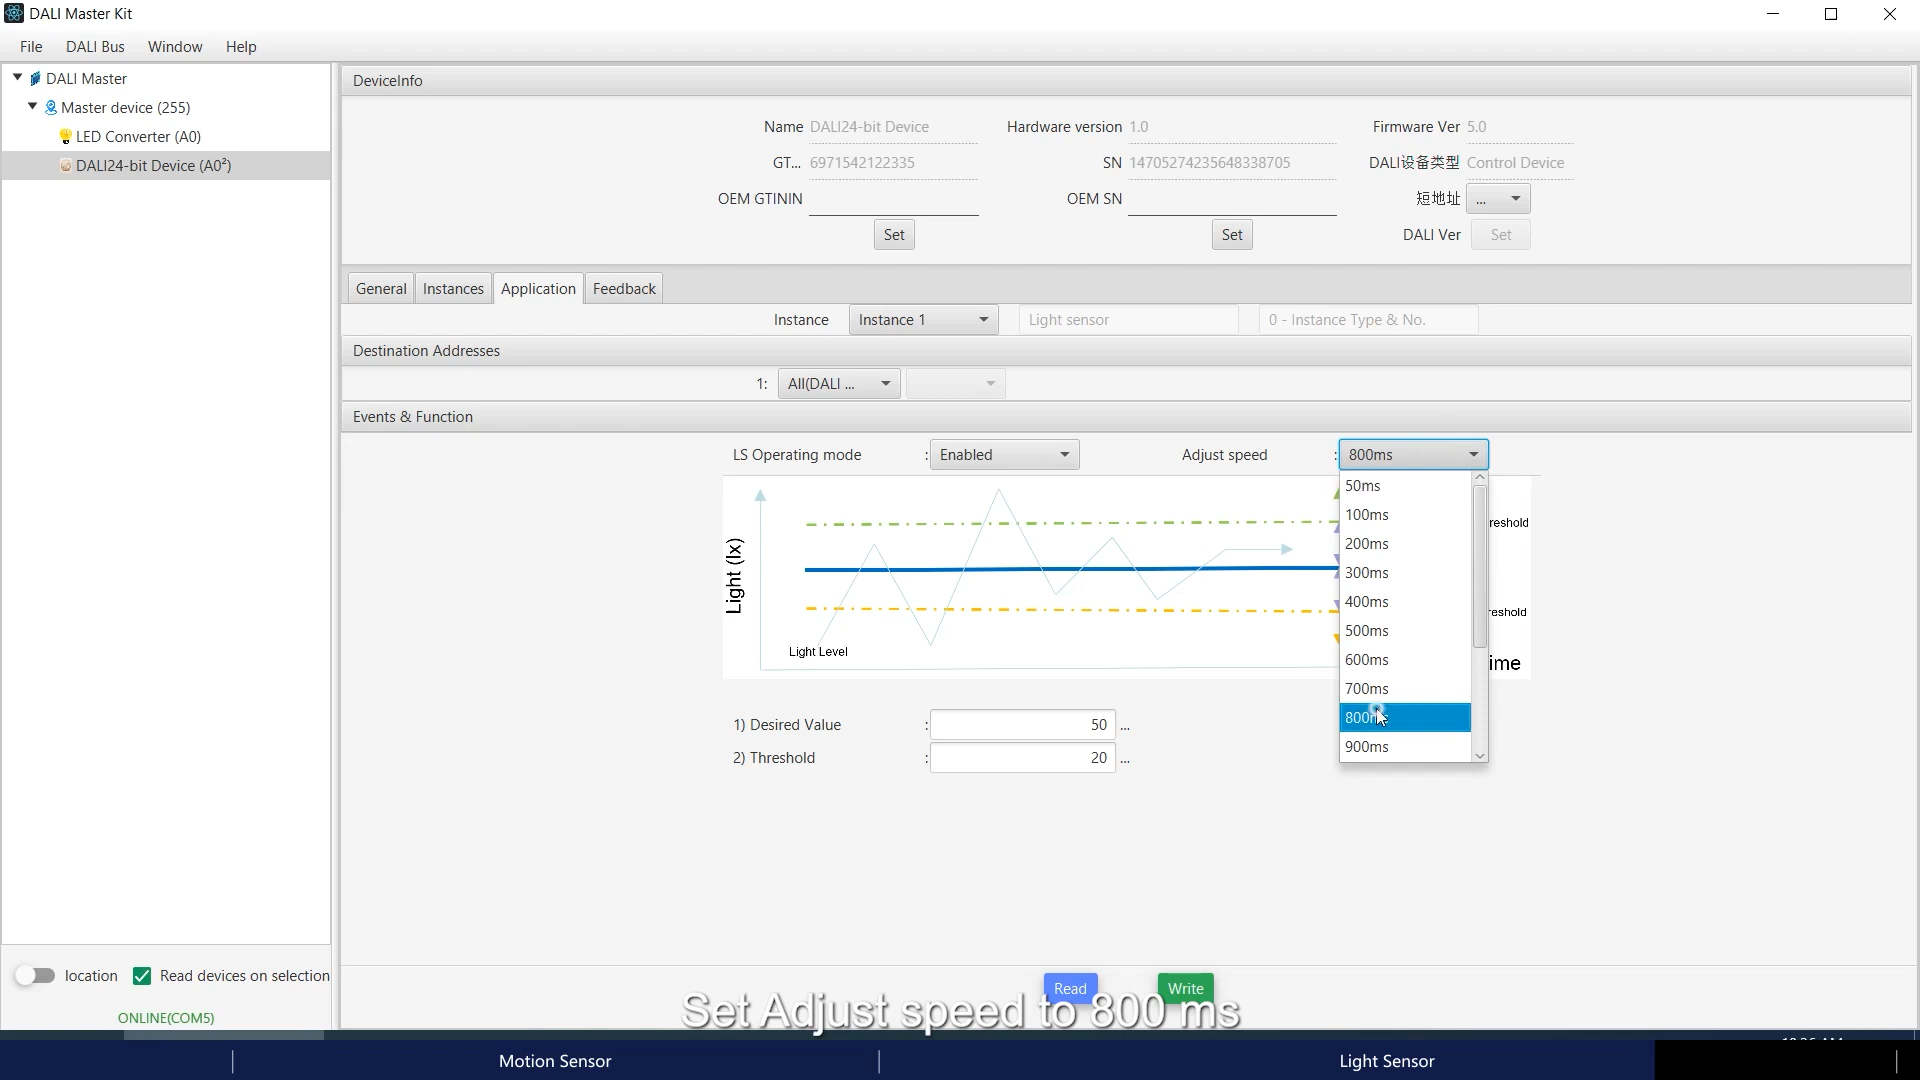 DALI Master Kit
File DALI Bus Window Help
DALI Master
Master device (255)
LED Converter (A0)
DALI24-bit Device (A0²)
DeviceInfo
Name DALI24-bit Device Hardware version 1.0 Firmware Ver 5.0
GT... 6971542122335 SN 14705274235648338705 DALI设备类型 Control Device
OEM GTININ OEM SN 短地址 ...
Set Set DALI Ver Set
General Instances Application Feedback
Instance Instance 1 Light sensor 0 - Instance Type & No.
Destination Addresses
1: All(DALI ...
Events & Function
LS Operating mode : Enabled Adjust speed : 800ms
50ms
100ms
200ms
300ms
400ms
500ms
600ms
700ms
800ms
900ms
reshold
eshold
ime
Light (lx)
Light Level
1) Desired Value : 50 ...
2) Threshold : 20 ...
location Read devices on selection
ONLINE(COM5)
Read Write
Set Adjust speed to 800 ms
Motion Sensor Light Sensor